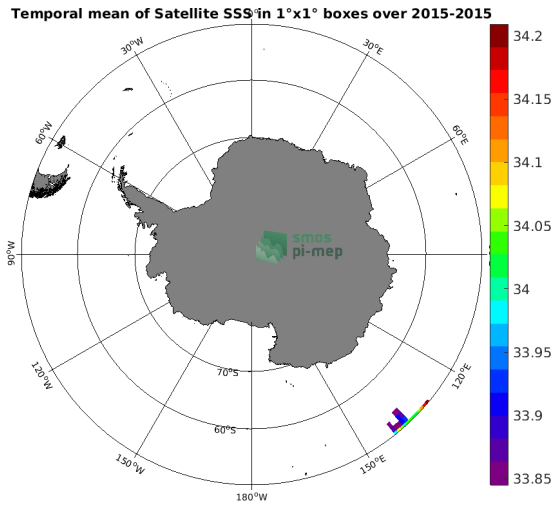 Temporal mean of Satellite SSS in 1°x1° boxes over 2015-2015
30°W
30°E
60°W
60°E
90°W
120°W
120°E
150°W
150°E
180°W
70°S
60°S
smos
pi-mep
34.2
34.15
34.1
34.05
34
33.95
33.9
33.85